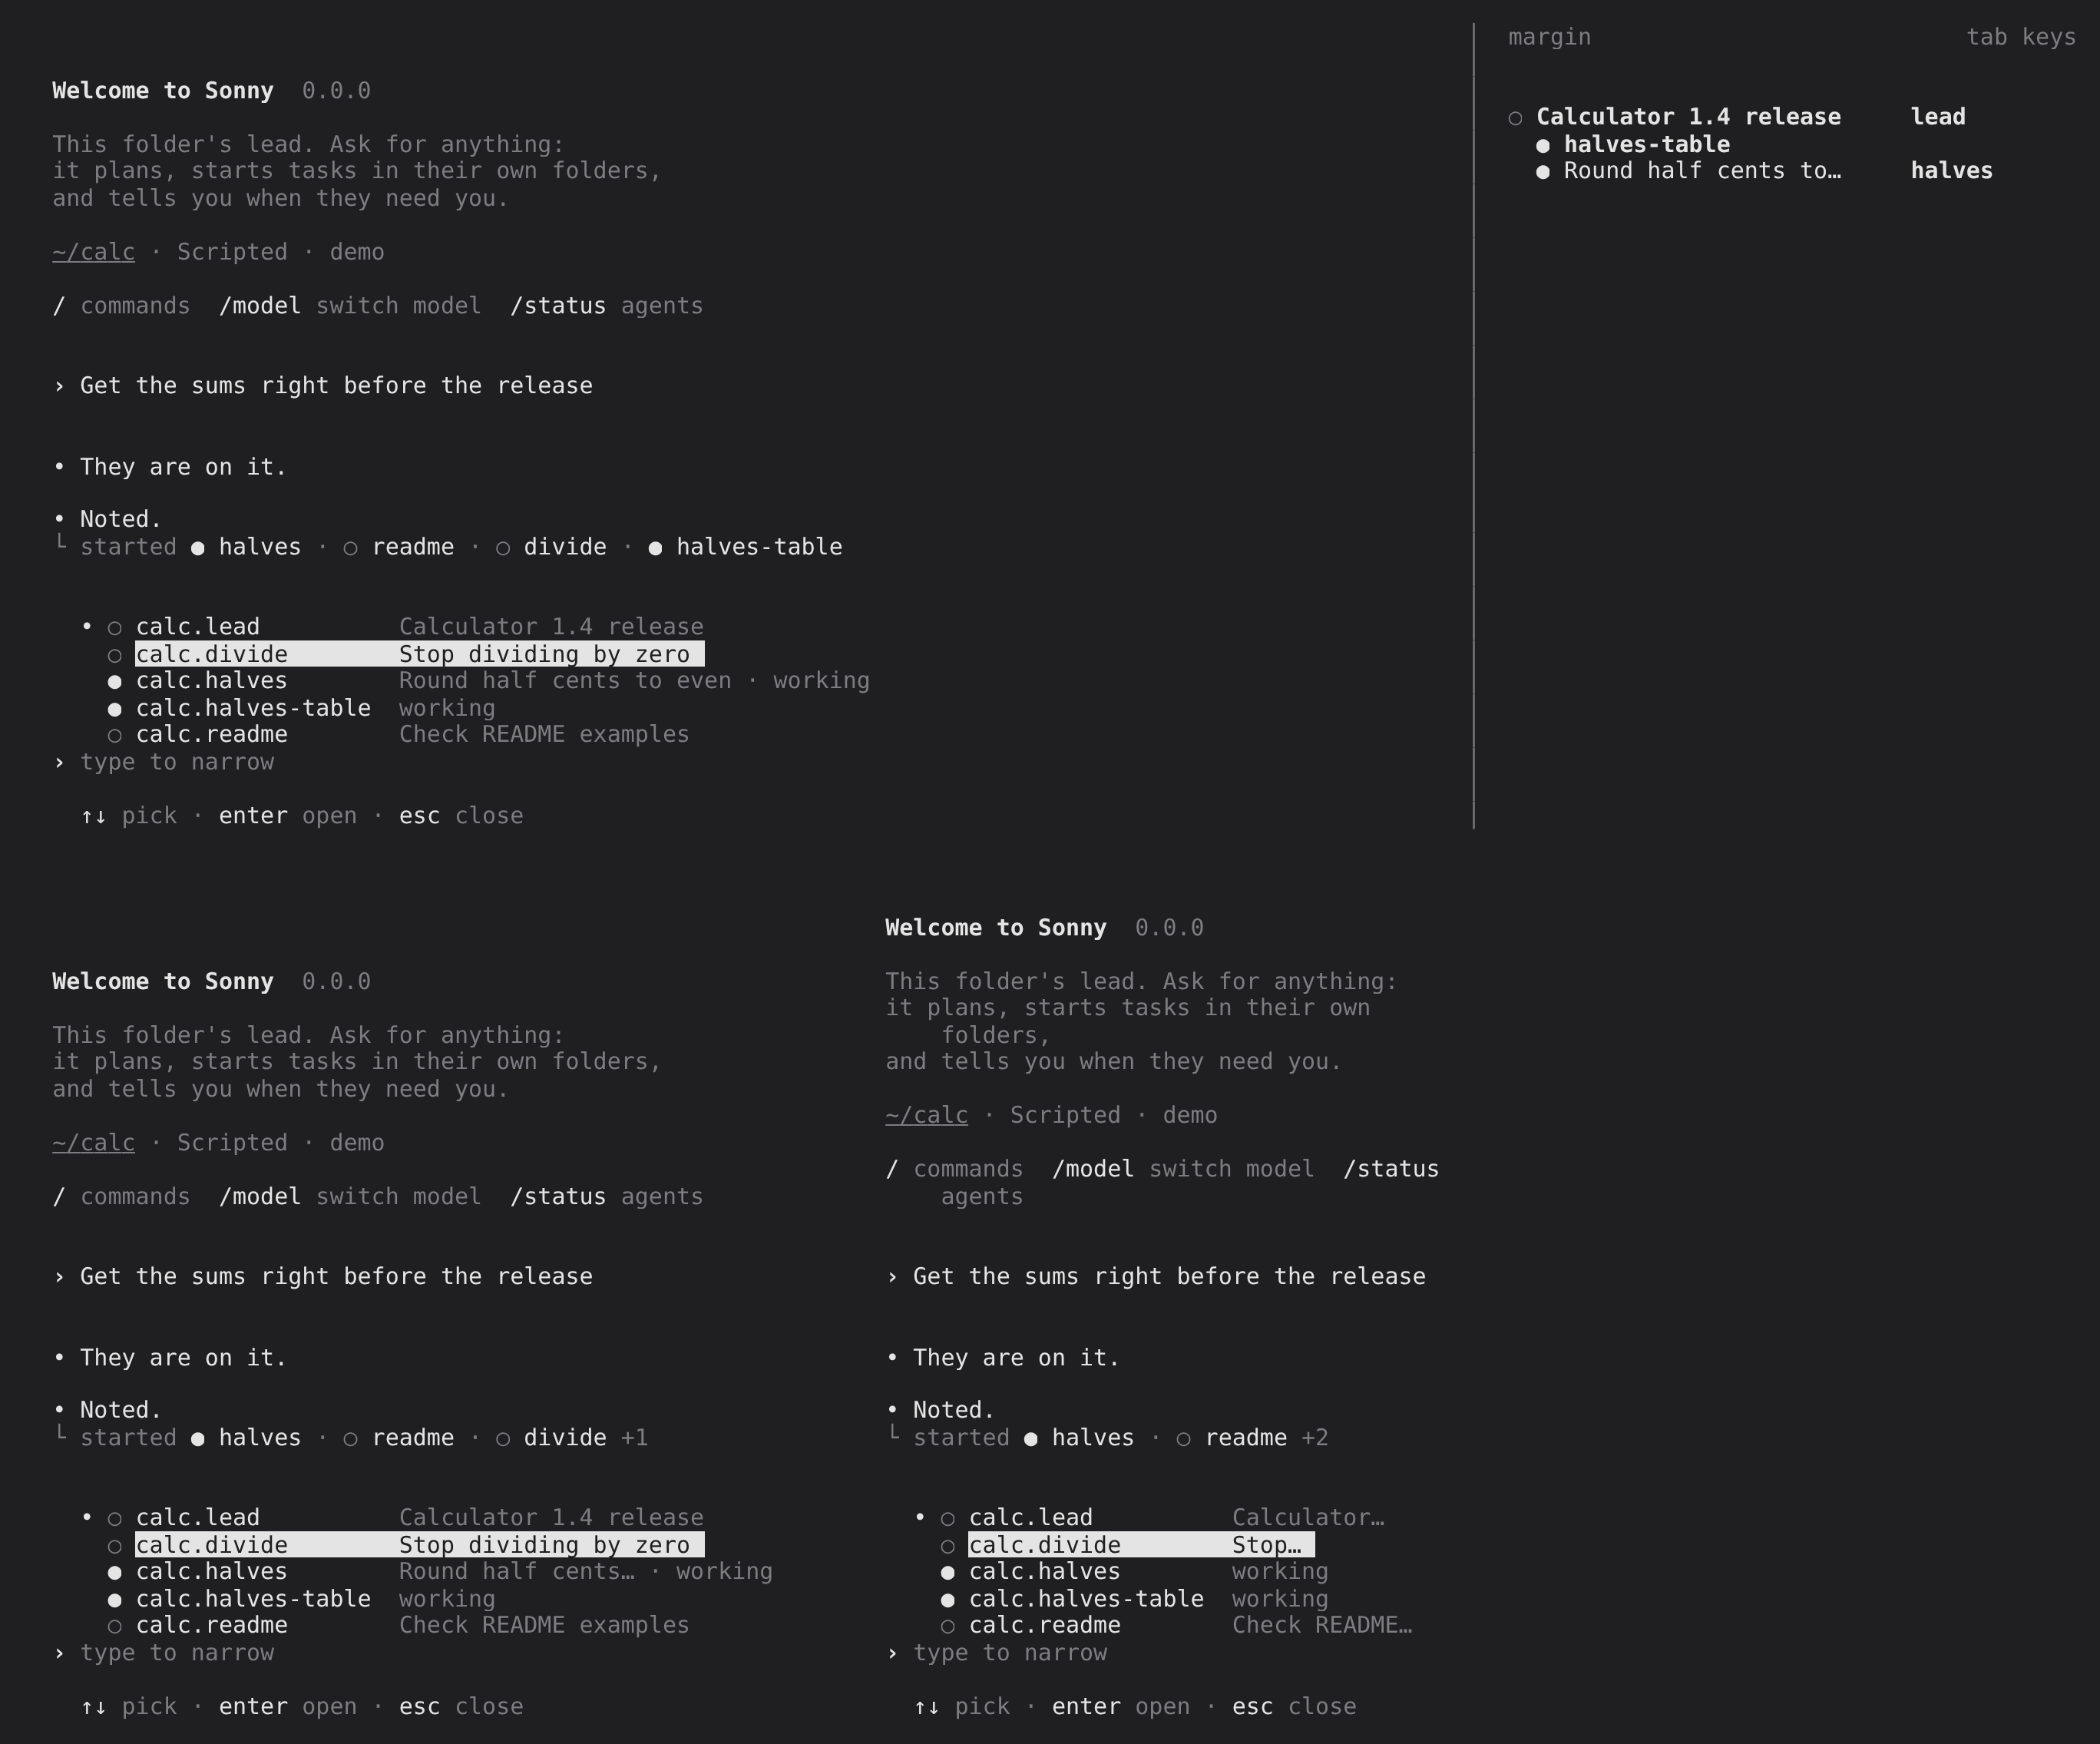 margin tab keys
Welcome to Sonny 0.0.0
○ Calculator 1.4 release lead
This folder's lead. Ask for anything:
● halves-table
it plans, starts tasks in their own folders,
● Round half cents to… halves
and tells you when they need you.
~/calc · Scripted · demo
/ commands /model switch model /status agents
› Get the sums right before the release
• They are on it.
• Noted.
└ started ● halves · ○ readme · ○ divide · ● halves-table
• ○ calc.lead Calculator 1.4 release
○ calc.divide Stop dividing by zero
● calc.halves Round half cents to even · working
● calc.halves-table working
○ calc.readme Check README examples
› type to narrow
↑↓ pick · enter open · esc close
Welcome to Sonny 0.0.0
This folder's lead. Ask for anything:
it plans, starts tasks in their own folders,
and tells you when they need you.
~/calc · Scripted · demo
/ commands /model switch model /status agents
› Get the sums right before the release
• They are on it.
• Noted.
└ started ● halves · ○ readme · ○ divide +1
• ○ calc.lead Calculator 1.4 release
○ calc.divide Stop dividing by zero
● calc.halves Round half cents… · working
● calc.halves-table working
○ calc.readme Check README examples
› type to narrow
↑↓ pick · enter open · esc close
Welcome to Sonny 0.0.0
This folder's lead. Ask for anything:
it plans, starts tasks in their own
folders,
and tells you when they need you.
~/calc · Scripted · demo
/ commands /model switch model /status
agents
› Get the sums right before the release
• They are on it.
• Noted.
└ started ● halves · ○ readme +2
• ○ calc.lead Calculator…
○ calc.divide Stop…
● calc.halves working
● calc.halves-table working
○ calc.readme Check README…
› type to narrow
↑↓ pick · enter open · esc close